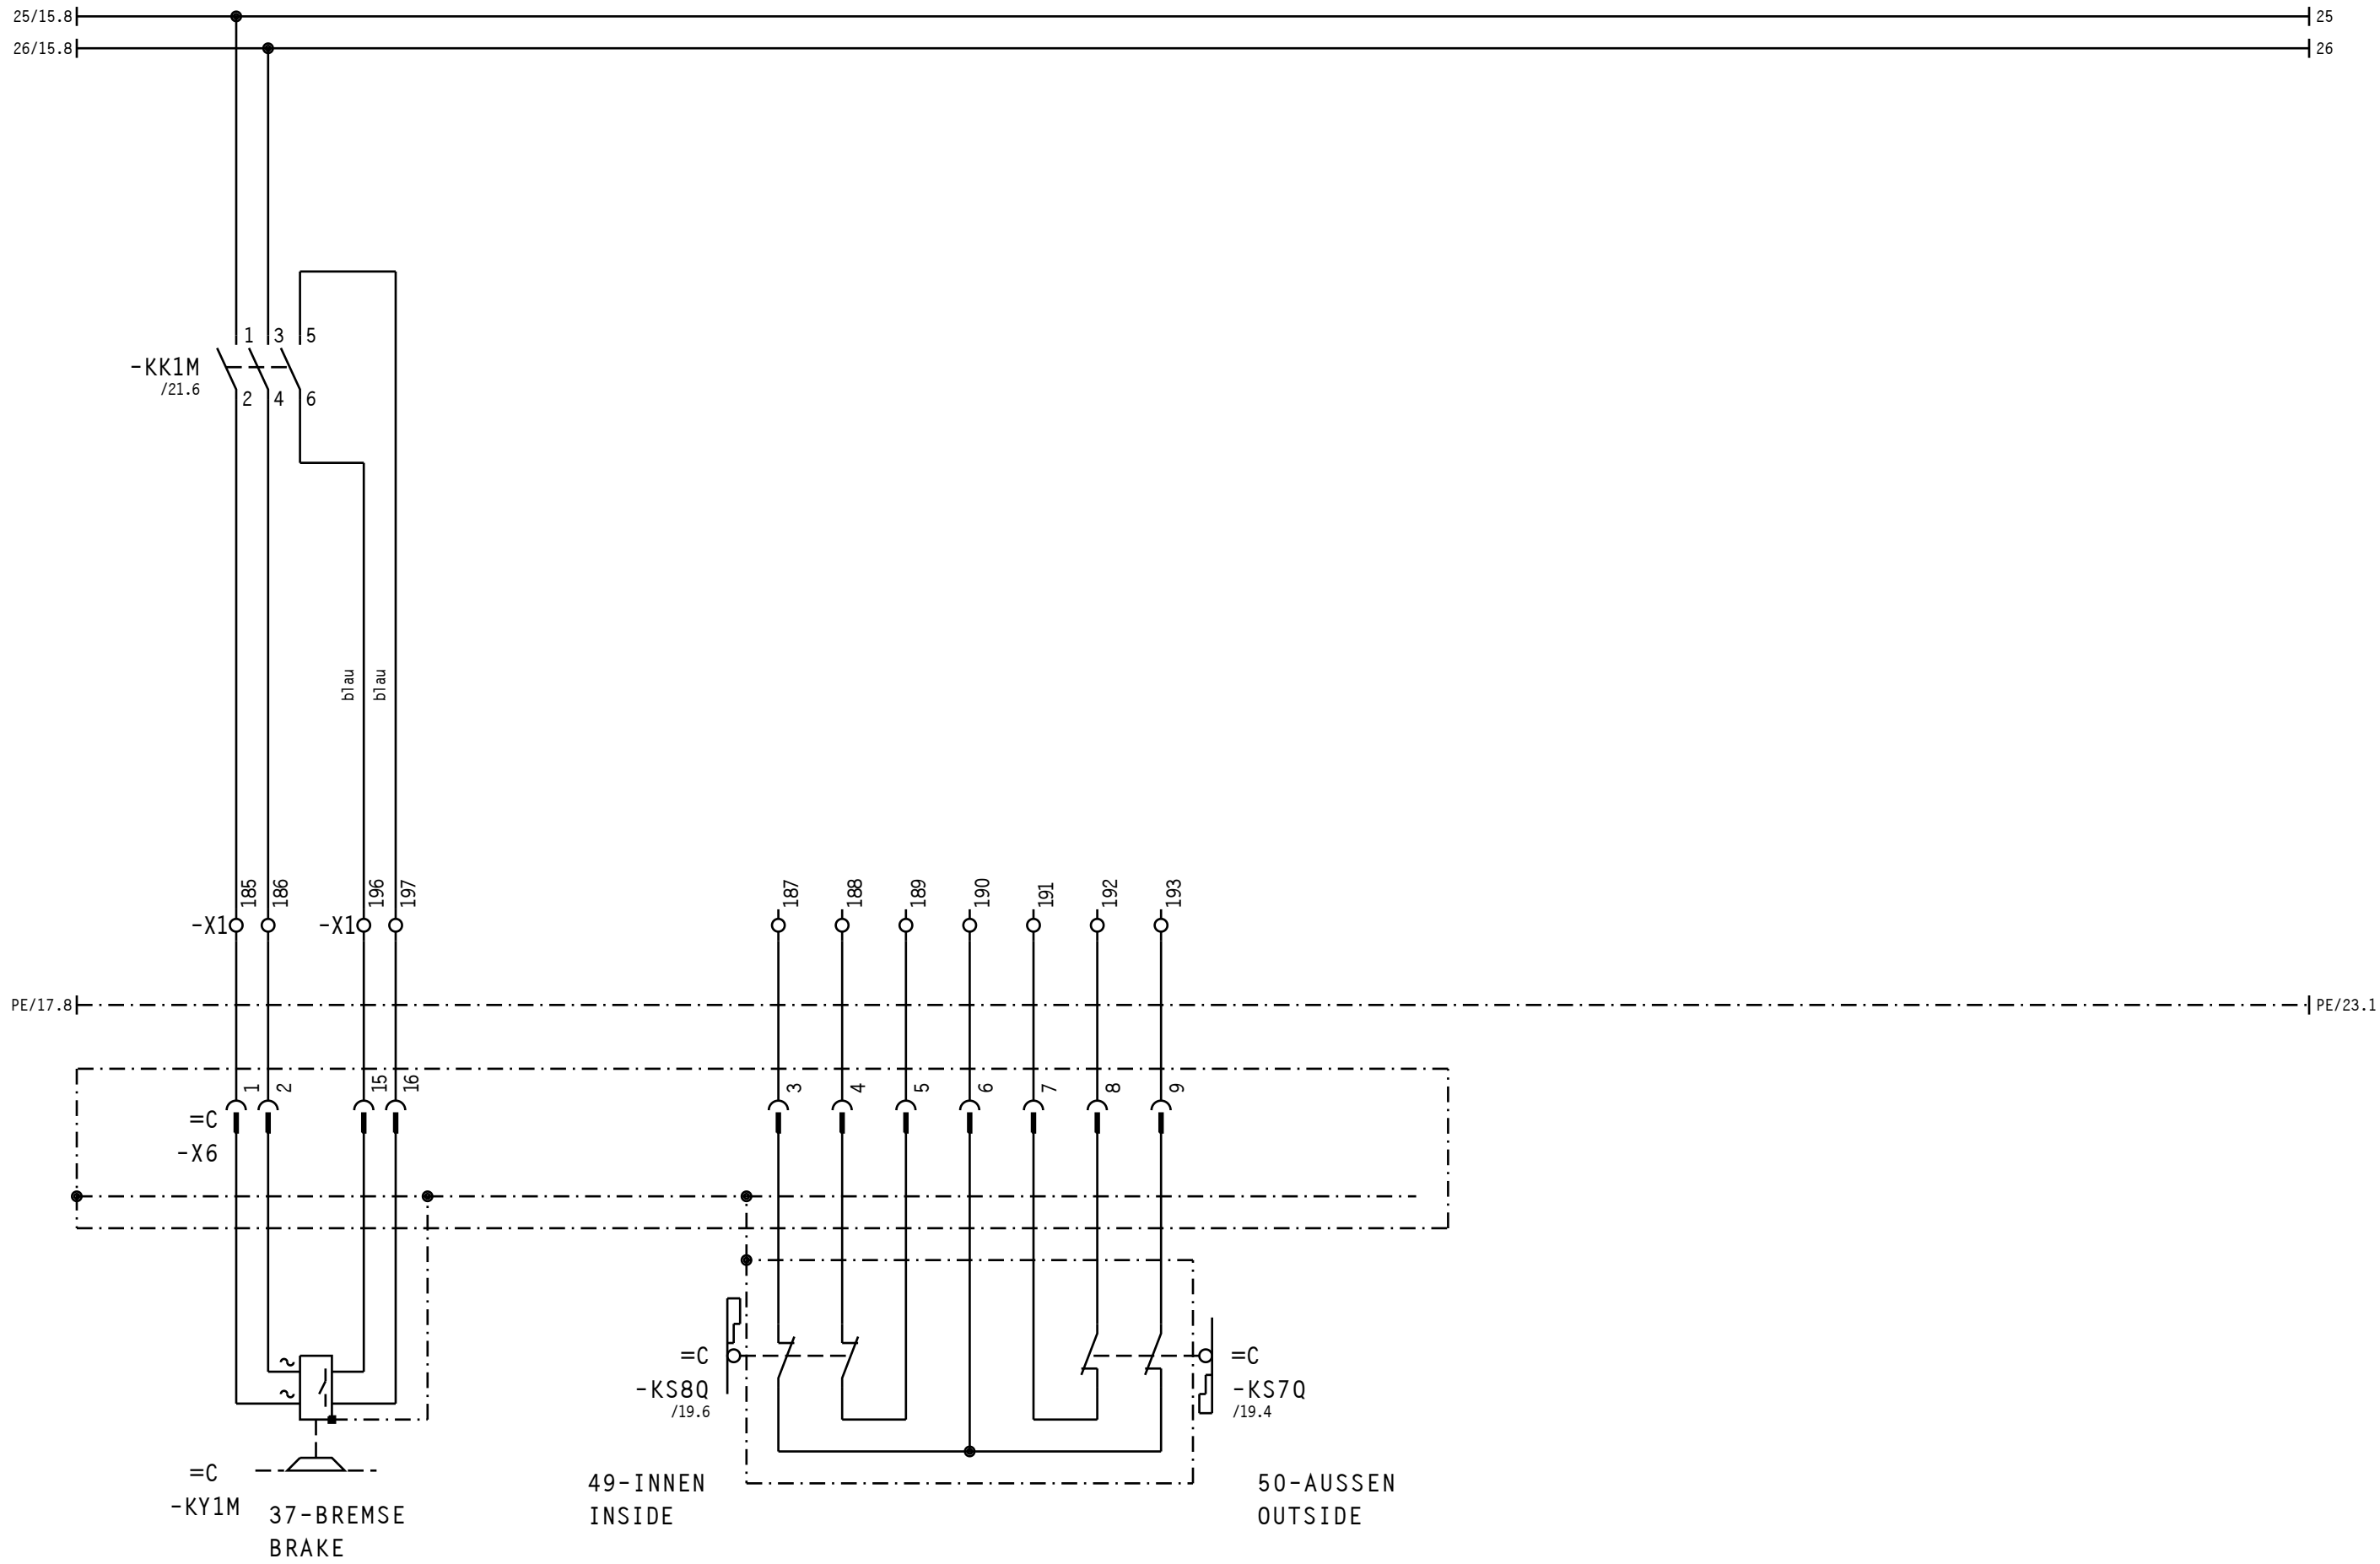 25/15.8
25
26/15.8
26
1
3
5
-KK1M
/21.6
2
4
6
blau
blau
185
186
196
197
187
188
189
190
191
192
193
-X1
-X1
PE/17.8
PE/23.1
1
2
15
16
3
4
5
6
7
8
9
=C
-X6
=C
-KS8Q
/19.6
=C
-KS7Q
/19.4
=C
-KY1M
37-BREMSE
BRAKE
49-INNEN
INSIDE
50-AUSSEN
OUTSIDE